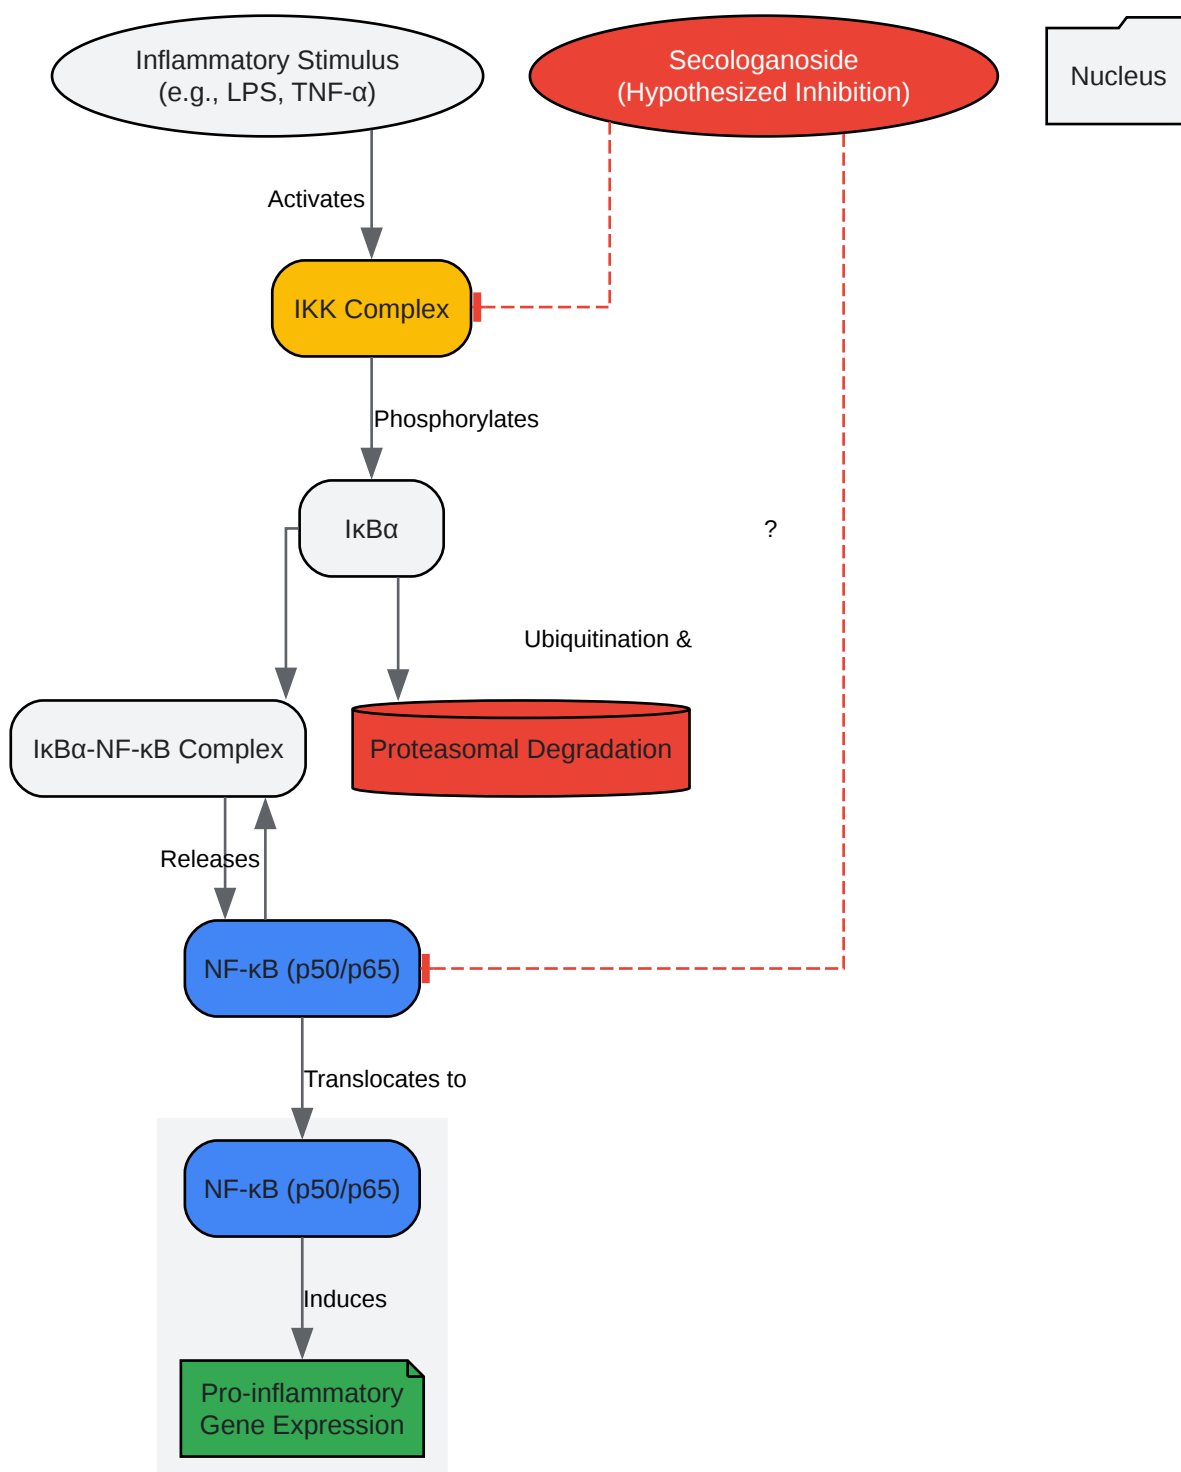 Inflammatory Stimulus
(e.g., LPS, TNF-α)
Secologanoside
(Hypothesized Inhibition)
Nucleus
Activates
IKK Complex
Phosphorylates
IκBα
?
Ubiquitination &
IκBα-NF-κB Complex
Proteasomal Degradation
Releases
NF-κB (p50/p65)
Translocates to
NF-κB (p50/p65)
Induces
Pro-inflammatory
Gene Expression